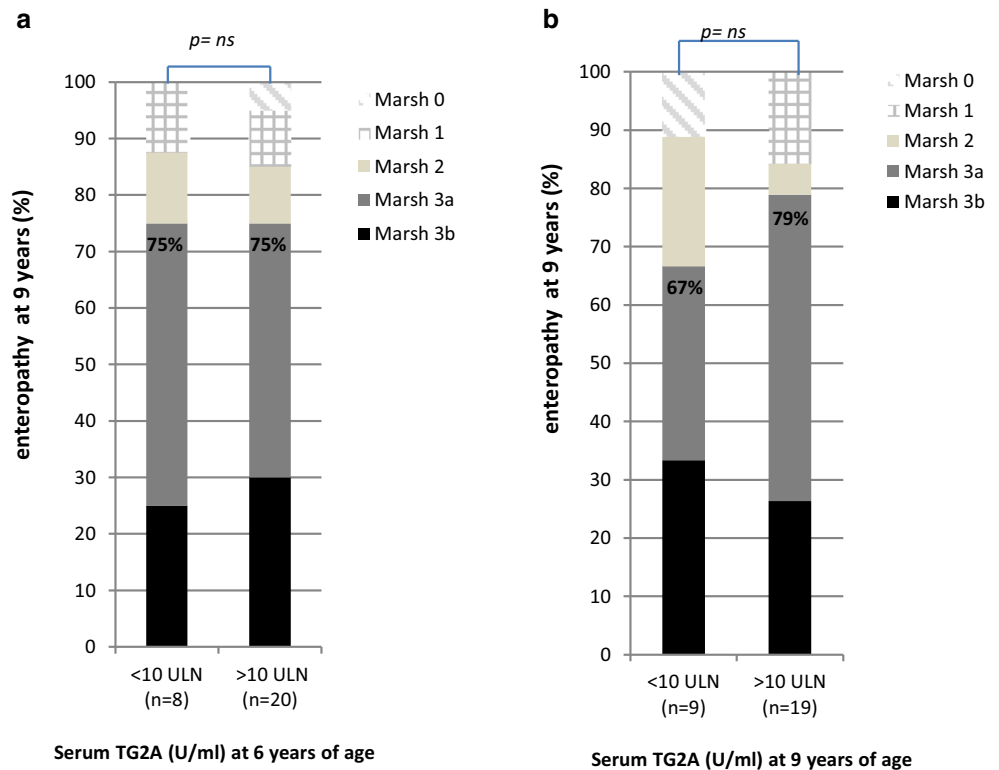 a
p= ns
100
90
80
70
60
50
40
30
20
10
0
enteropathy at 9 years (%)
75%
75%
Marsh 0
Marsh 1
Marsh 2
Marsh 3a
Marsh 3b
<10 ULN
(n=8)
>10 ULN
(n=20)
Serum TG2A (U/ml) at 6 years of age
b
p= ns
100
90
80
70
60
50
40
30
20
10
0
enteropathy at 9 years (%)
67%
79%
Marsh 0
Marsh 1
Marsh 2
Marsh 3a
Marsh 3b
<10 ULN
(n=9)
>10 ULN
(n=19)
Serum TG2A (U/ml) at 9 years of age